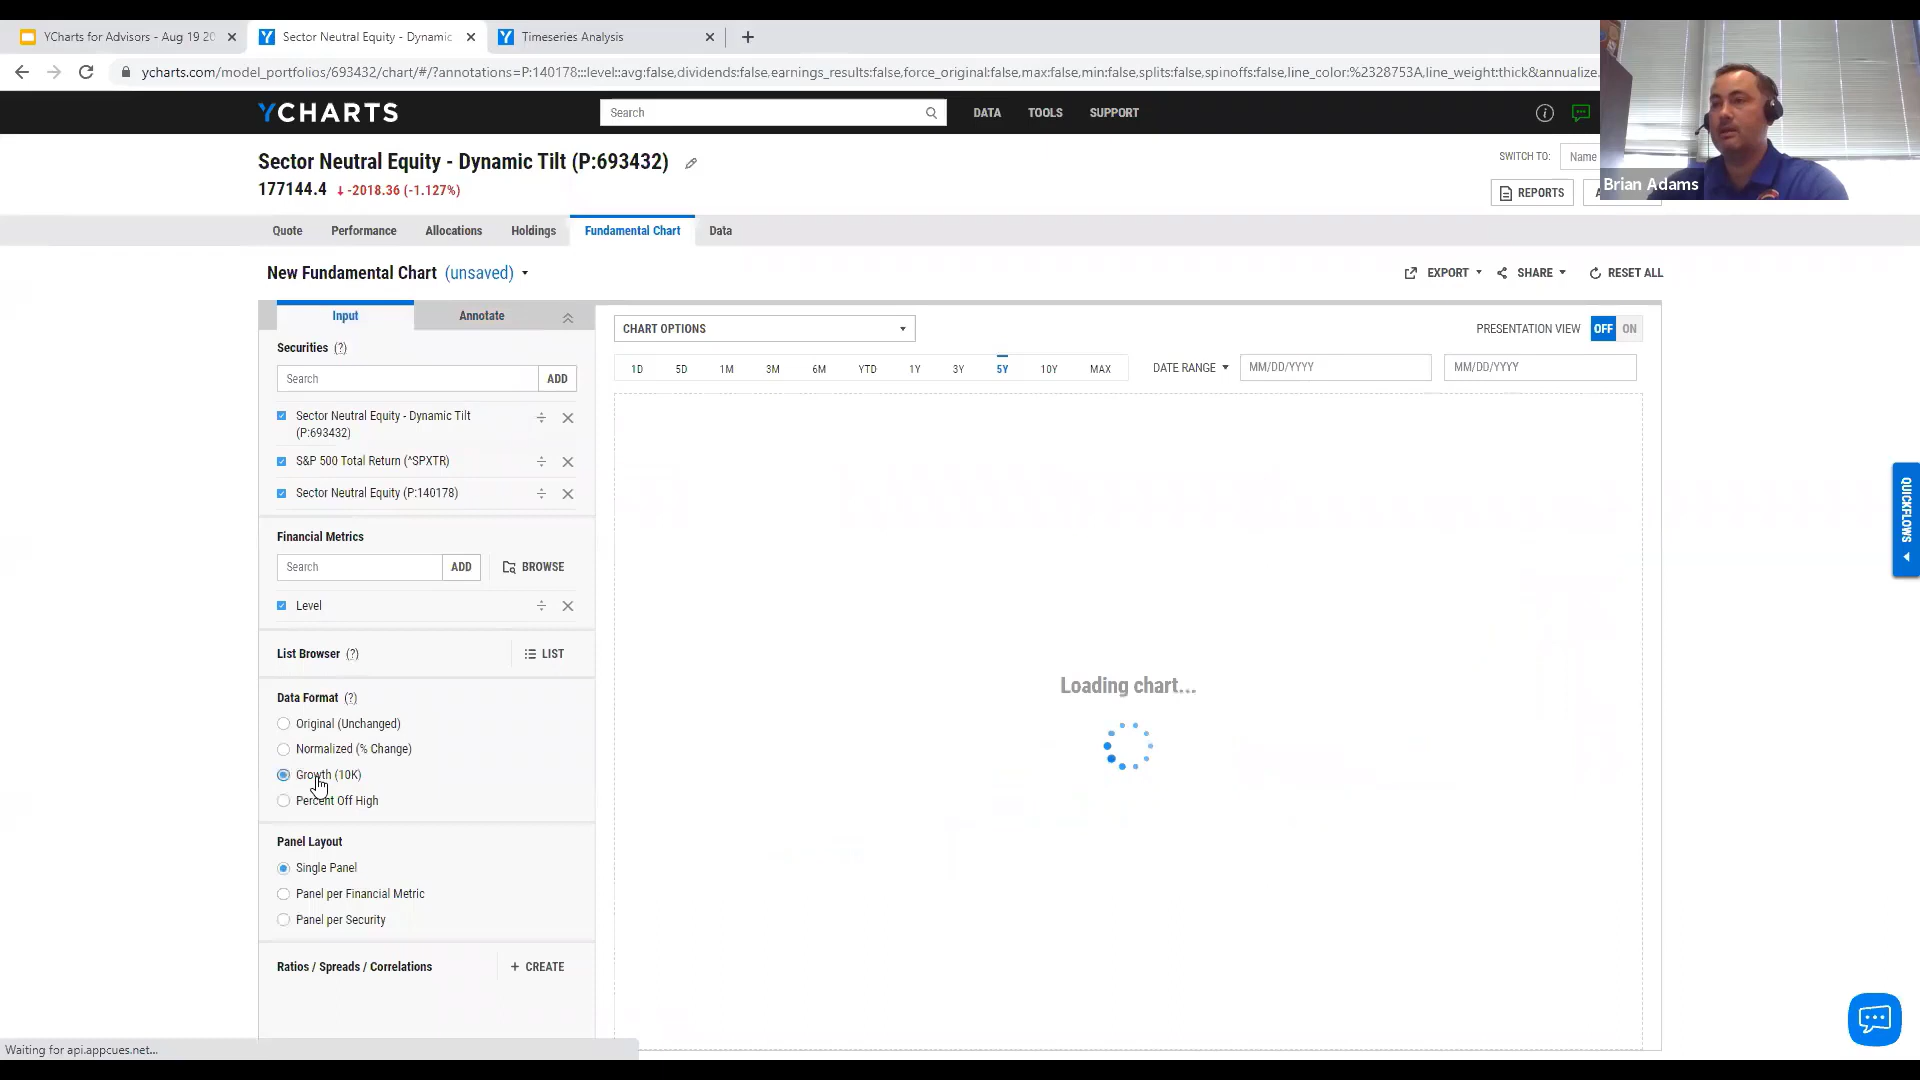 YCharts for Advisors - Aug 19 20
Sector Neutral Equity - Dynamic
Timeseries Analysis
ycharts.com/model_portfolios/693432/chart/#/?annotations=P:140178:::level::avg:false,dividends:false,earnings_results:false,force_original:false,max:false,min:false,splits:false,spinoffs:false,line_color:%2328753A,line_weight:thick&annualize.
YCHARTS
Search
DATA
TOOLS
SUPPORT
Sector Neutral Equity - Dynamic Tilt (P:693432)
SWITCH TO:
Name
177144.4 ↓ -2018.36 (-1.127%)
REPORTS
Brian Adams
Quote
Performance
Allocations
Holdings
Fundamental Chart
Data
New Fundamental Chart (unsaved)
EXPORT
SHARE
RESET ALL
Input
Annotate
CHART OPTIONS
PRESENTATION VIEW
OFF
ON
Securities (?)
Search
ADD
1D
5D
1M
3M
6M
YTD
1Y
3Y
5Y
10Y
MAX
DATE RANGE
MM/DD/YYYY
MM/DD/YYYY
Sector Neutral Equity - Dynamic Tilt
(P:693432)
S&P 500 Total Return (^SPXTR)
Sector Neutral Equity (P:140178)
QUICKFLOWS
Financial Metrics
Search
ADD
BROWSE
Level
List Browser (?)
LIST
Loading chart...
Data Format (?)
Original (Unchanged)
Normalized (% Change)
Growth (10K)
Percent Off High
Panel Layout
Single Panel
Panel per Financial Metric
Panel per Security
Ratios / Spreads / Correlations
+ CREATE
Waiting for api.appcues.net...